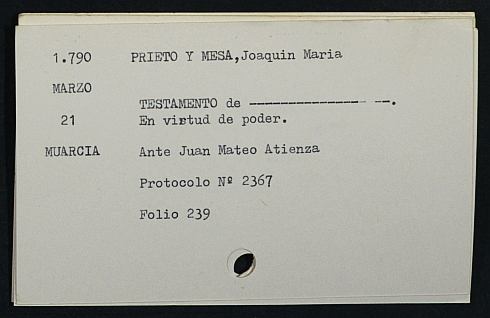 1.790 PRIETO Y MESA,Joaquin Maria
MARZO
TESTAMENTO de ----------------- --.
21 En virtud de poder.
MUARCIA Ante Juan Mateo Atienza
Protocolo Nº 2367
Folio 239